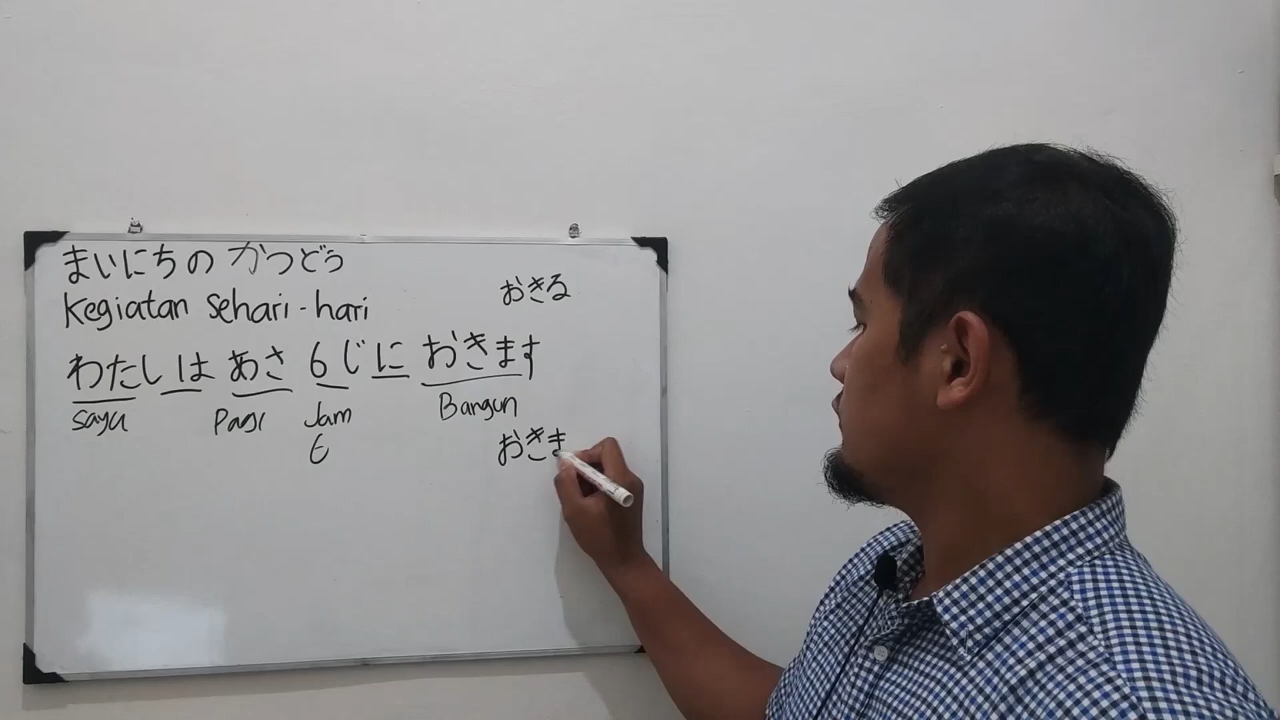 まいにちの かつどう
Kegiatan Sehari-hari
おきる
わたし は あさ 6じ に おきます
saya Pagi Jam Bangun
6
おきま